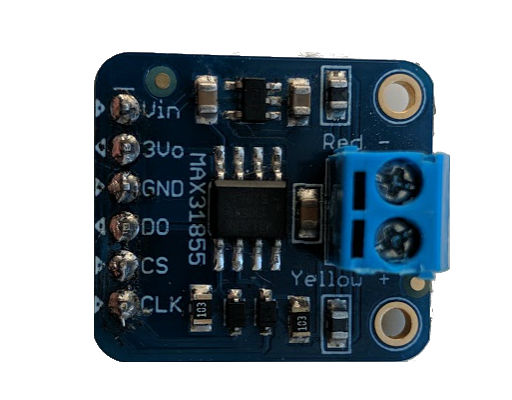 Vin
3Vo
GND
DO
CS
CLK
MAX31855
Red -
Yellow +
103
103